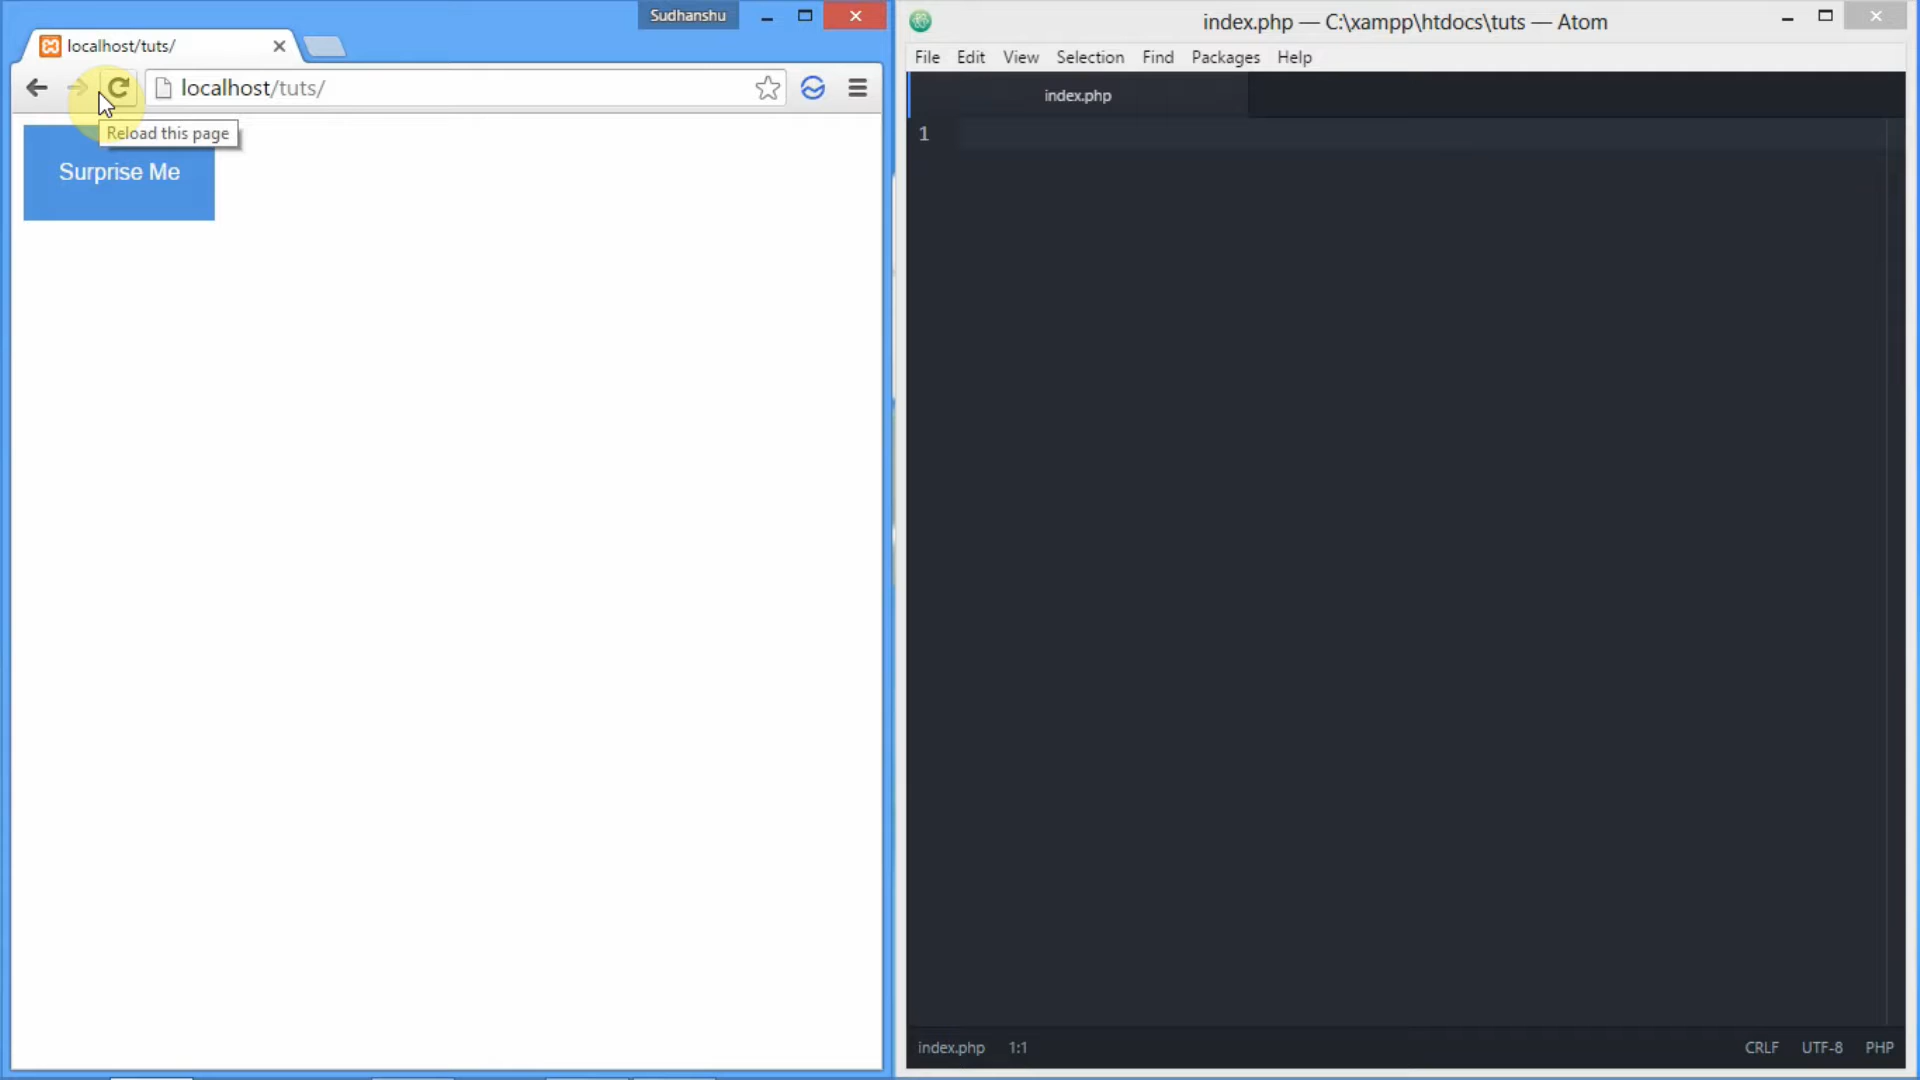 Sudhanshu
localhost/tuts/
localhost/tuts/
Reload this page
Surprise Me
index.php — C:\xampp\htdocs\tuts — Atom
File Edit View Selection Find Packages Help
index.php
1
index.php 1:1 CRLF UTF-8 PHP